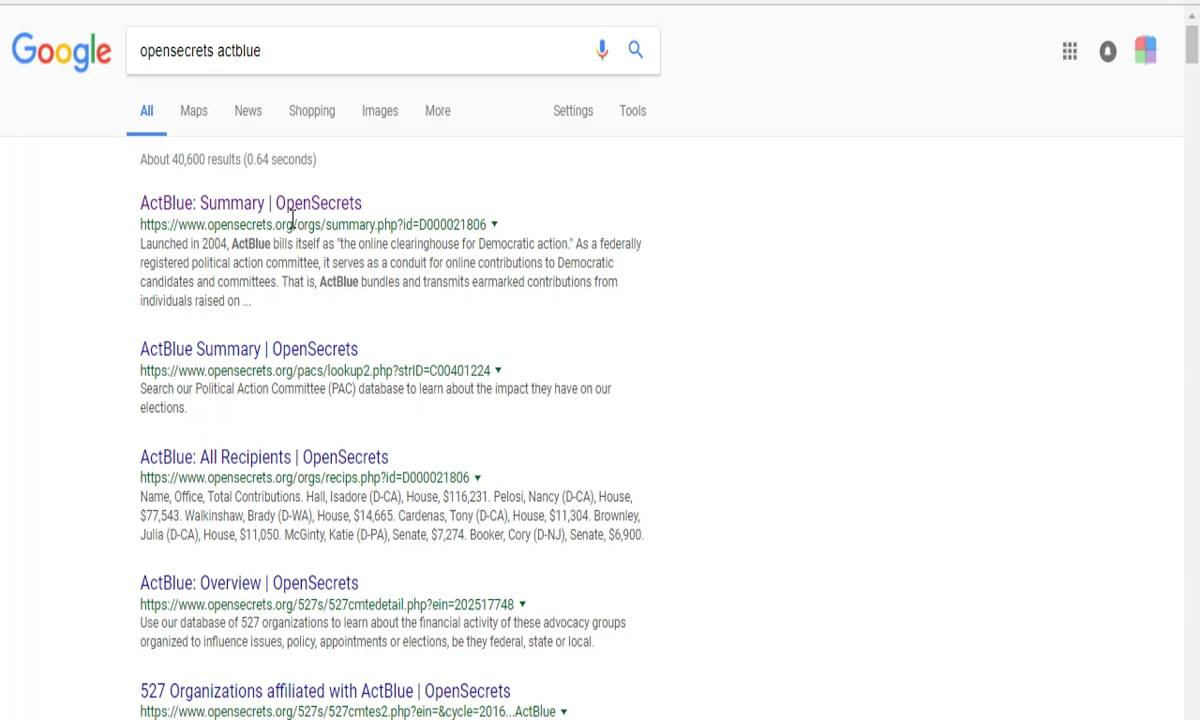 Google
opensecrets actblue
All Maps News Shopping Images More Settings Tools
About 40,600 results (0.64 seconds)
ActBlue: Summary | OpenSecrets
https://www.opensecrets.org/orgs/summary.php?id=D000021806
Launched in 2004, ActBlue bills itself as "the online clearinghouse for Democratic action." As a federally
registered political action committee, it serves as a conduit for online contributions to Democratic
candidates and committees. That is, ActBlue bundles and transmits earmarked contributions from
individuals raised on ...
ActBlue Summary | OpenSecrets
https://www.opensecrets.org/pacs/lookup2.php?strID=C00401224
Search our Political Action Committee (PAC) database to learn about the impact they have on our
elections.
ActBlue: All Recipients | OpenSecrets
https://www.opensecrets.org/orgs/recips.php?id=D000021806
Name, Office, Total Contributions. Hall, Isadore (D-CA), House, $116,231. Pelosi, Nancy (D-CA), House,
$77,543. Walkinshaw, Brady (D-WA), House, $14,665. Cardenas, Tony (D-CA), House, $11,304. Brownley,
Julia (D-CA), House, $11,050. McGinty, Katie (D-PA), Senate, $7,274. Booker, Cory (D-NJ), Senate, $6,900.
ActBlue: Overview | OpenSecrets
https://www.opensecrets.org/527s/527cmtedetail.php?ein=202517748
Use our database of 527 organizations to learn about the financial activity of these advocacy groups
organized to influence issues, policy, appointments or elections, be they federal, state or local.
527 Organizations affiliated with ActBlue | OpenSecrets
https://www.opensecrets.org/527s/527cmtes2.php?ein=&cycle=2016...ActBlue